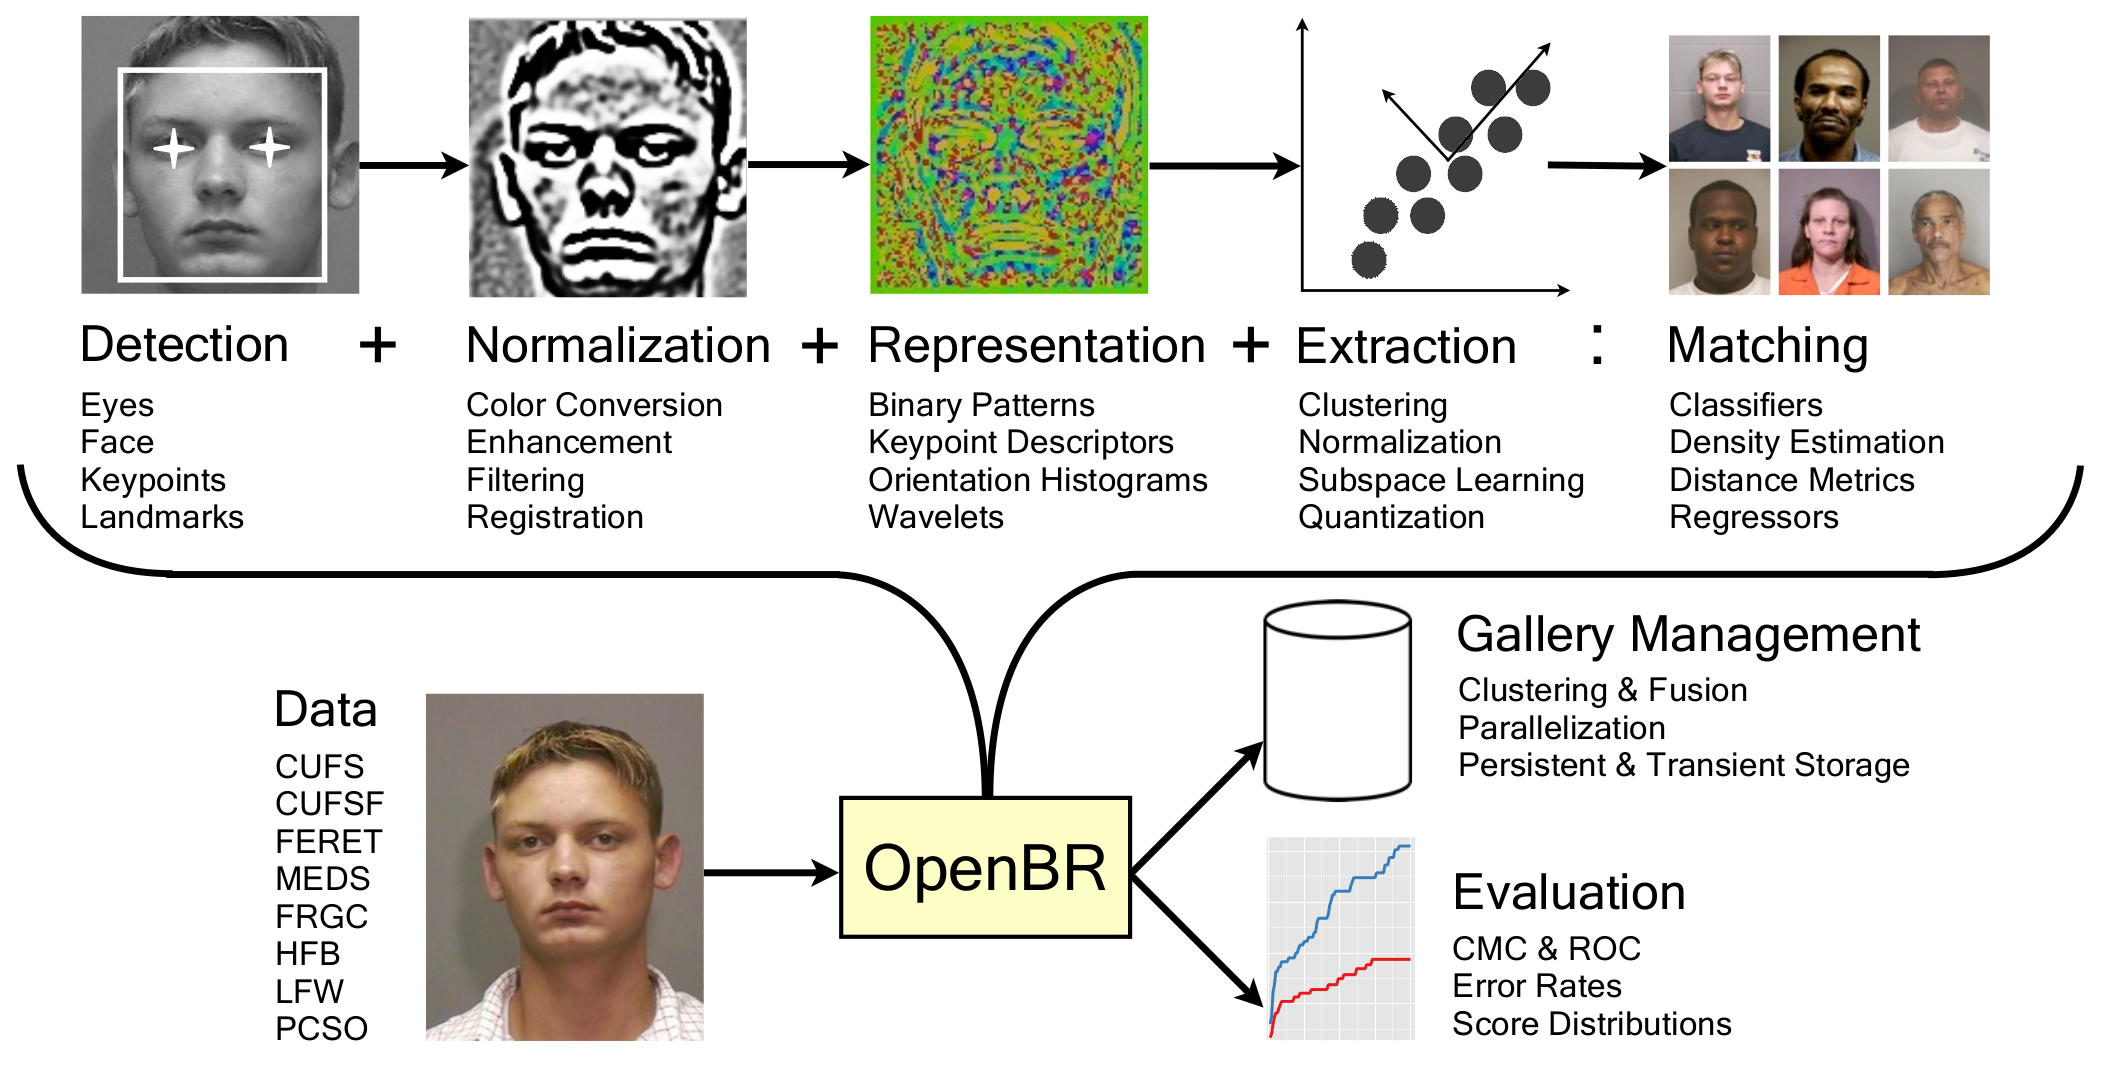 Detection + Normalization + Representation + Extraction : Matching
Eyes
Face
Keypoints
Landmarks
Color Conversion
Enhancement
Filtering
Registration
Binary Patterns
Keypoint Descriptors
Orientation Histograms
Wavelets
Clustering
Normalization
Subspace Learning
Quantization
Classifiers
Density Estimation
Distance Metrics
Regressors
Data
CUFS
CUFSF
FERET
MEDS
FRGC
HFB
LFW
PCSO
OpenBR
Gallery Management
Clustering & Fusion
Parallelization
Persistent & Transient Storage
Evaluation
CMC & ROC
Error Rates
Score Distributions